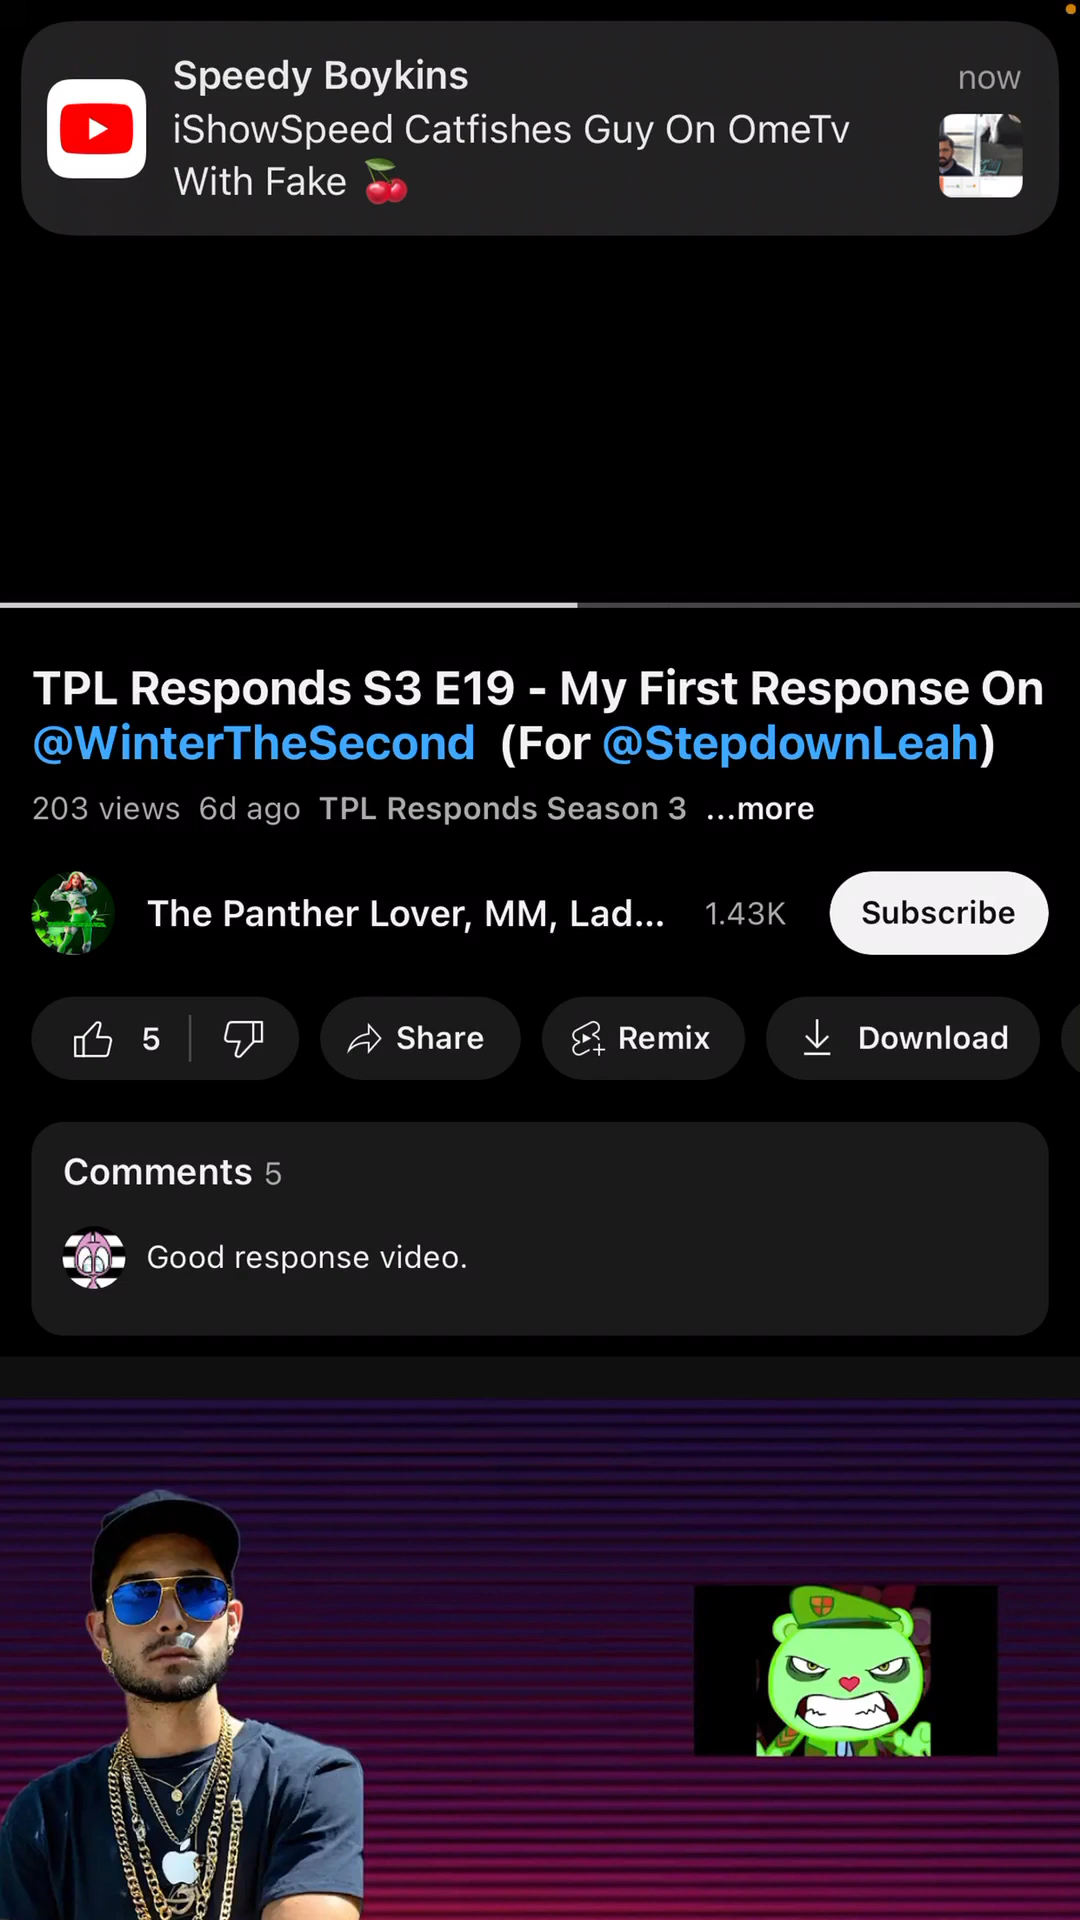 Speedy Boykins
now
iShowSpeed Catfishes Guy On OmeTv
With Fake 🍒
TPL Responds S3 E19 - My First Response On
@WinterTheSecond (For @StepdownLeah)
203 views 6d ago TPL Responds Season 3 ...more
The Panther Lover, MM, Lad... 1.43K Subscribe
5 Share Remix Download
Comments 5
Good response video.